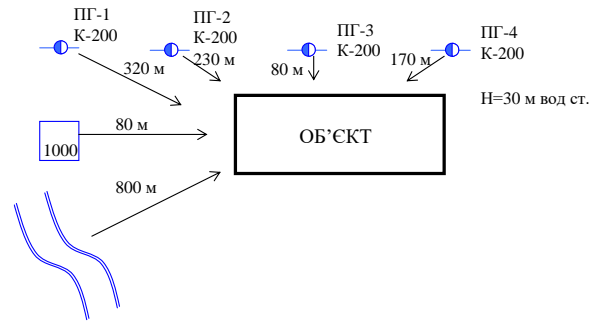 ПГ-1
К-200
320 м
ПГ-2
К-200
230 м
ПГ-3
К-200
80 м
ПГ-4
К-200
170 м
Н=30 м вод ст.
80 м
1000
ОБ’ЄКТ
800 м